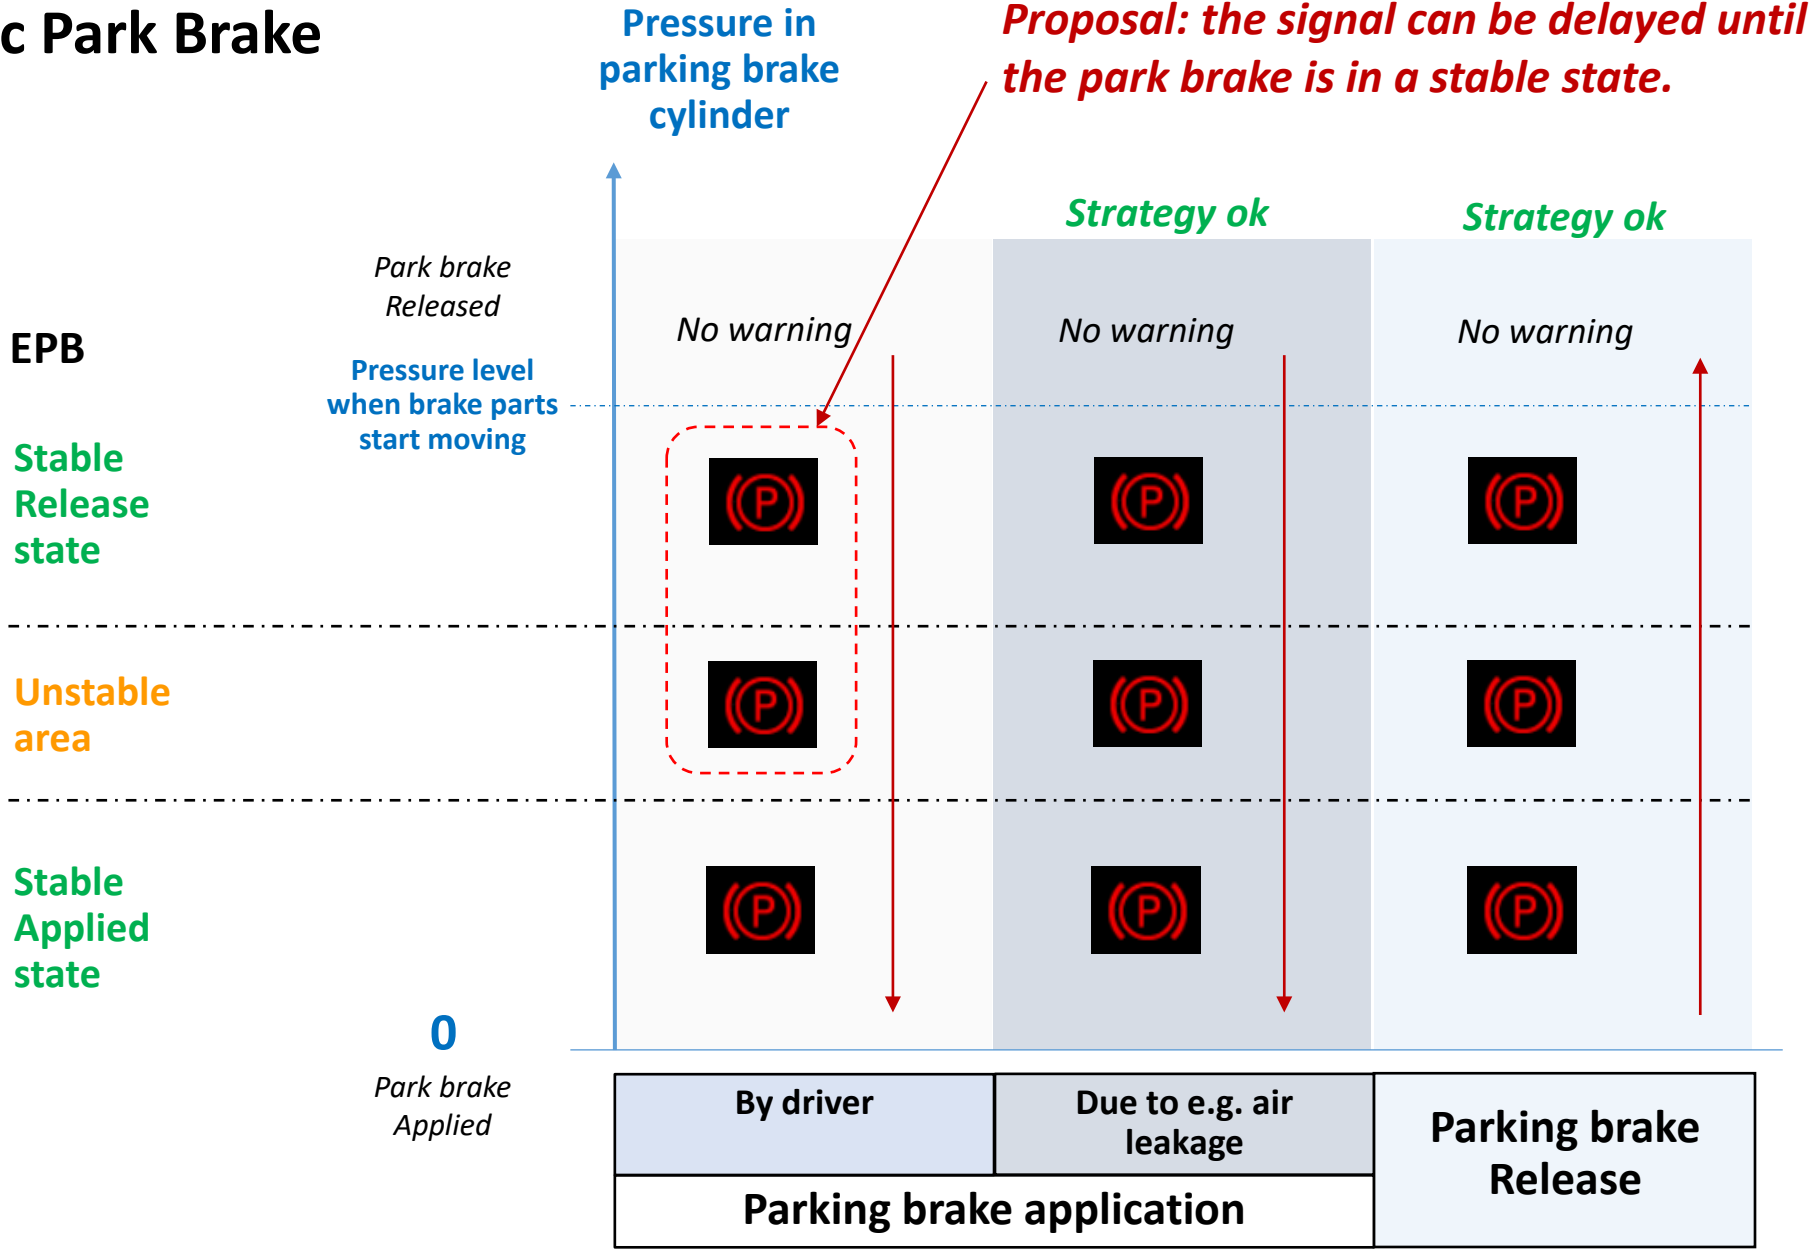 c Park Brake
Pressure in
parking brake
cylinder
Proposal: the signal can be delayed until
the park brake is in a stable state.
Strategy ok
Strategy ok
Park brake
Released
No warning
No warning
No warning
EPB
Pressure level
when brake parts
start moving
Stable
Release
state
(P)
(P)
(P)
Unstable
area
(P)
(P)
(P)
Stable
Applied
state
(P)
(P)
(P)
0
Park brake
Applied
By driver
Due to e.g. air
leakage
Parking brake
Release
Parking brake application